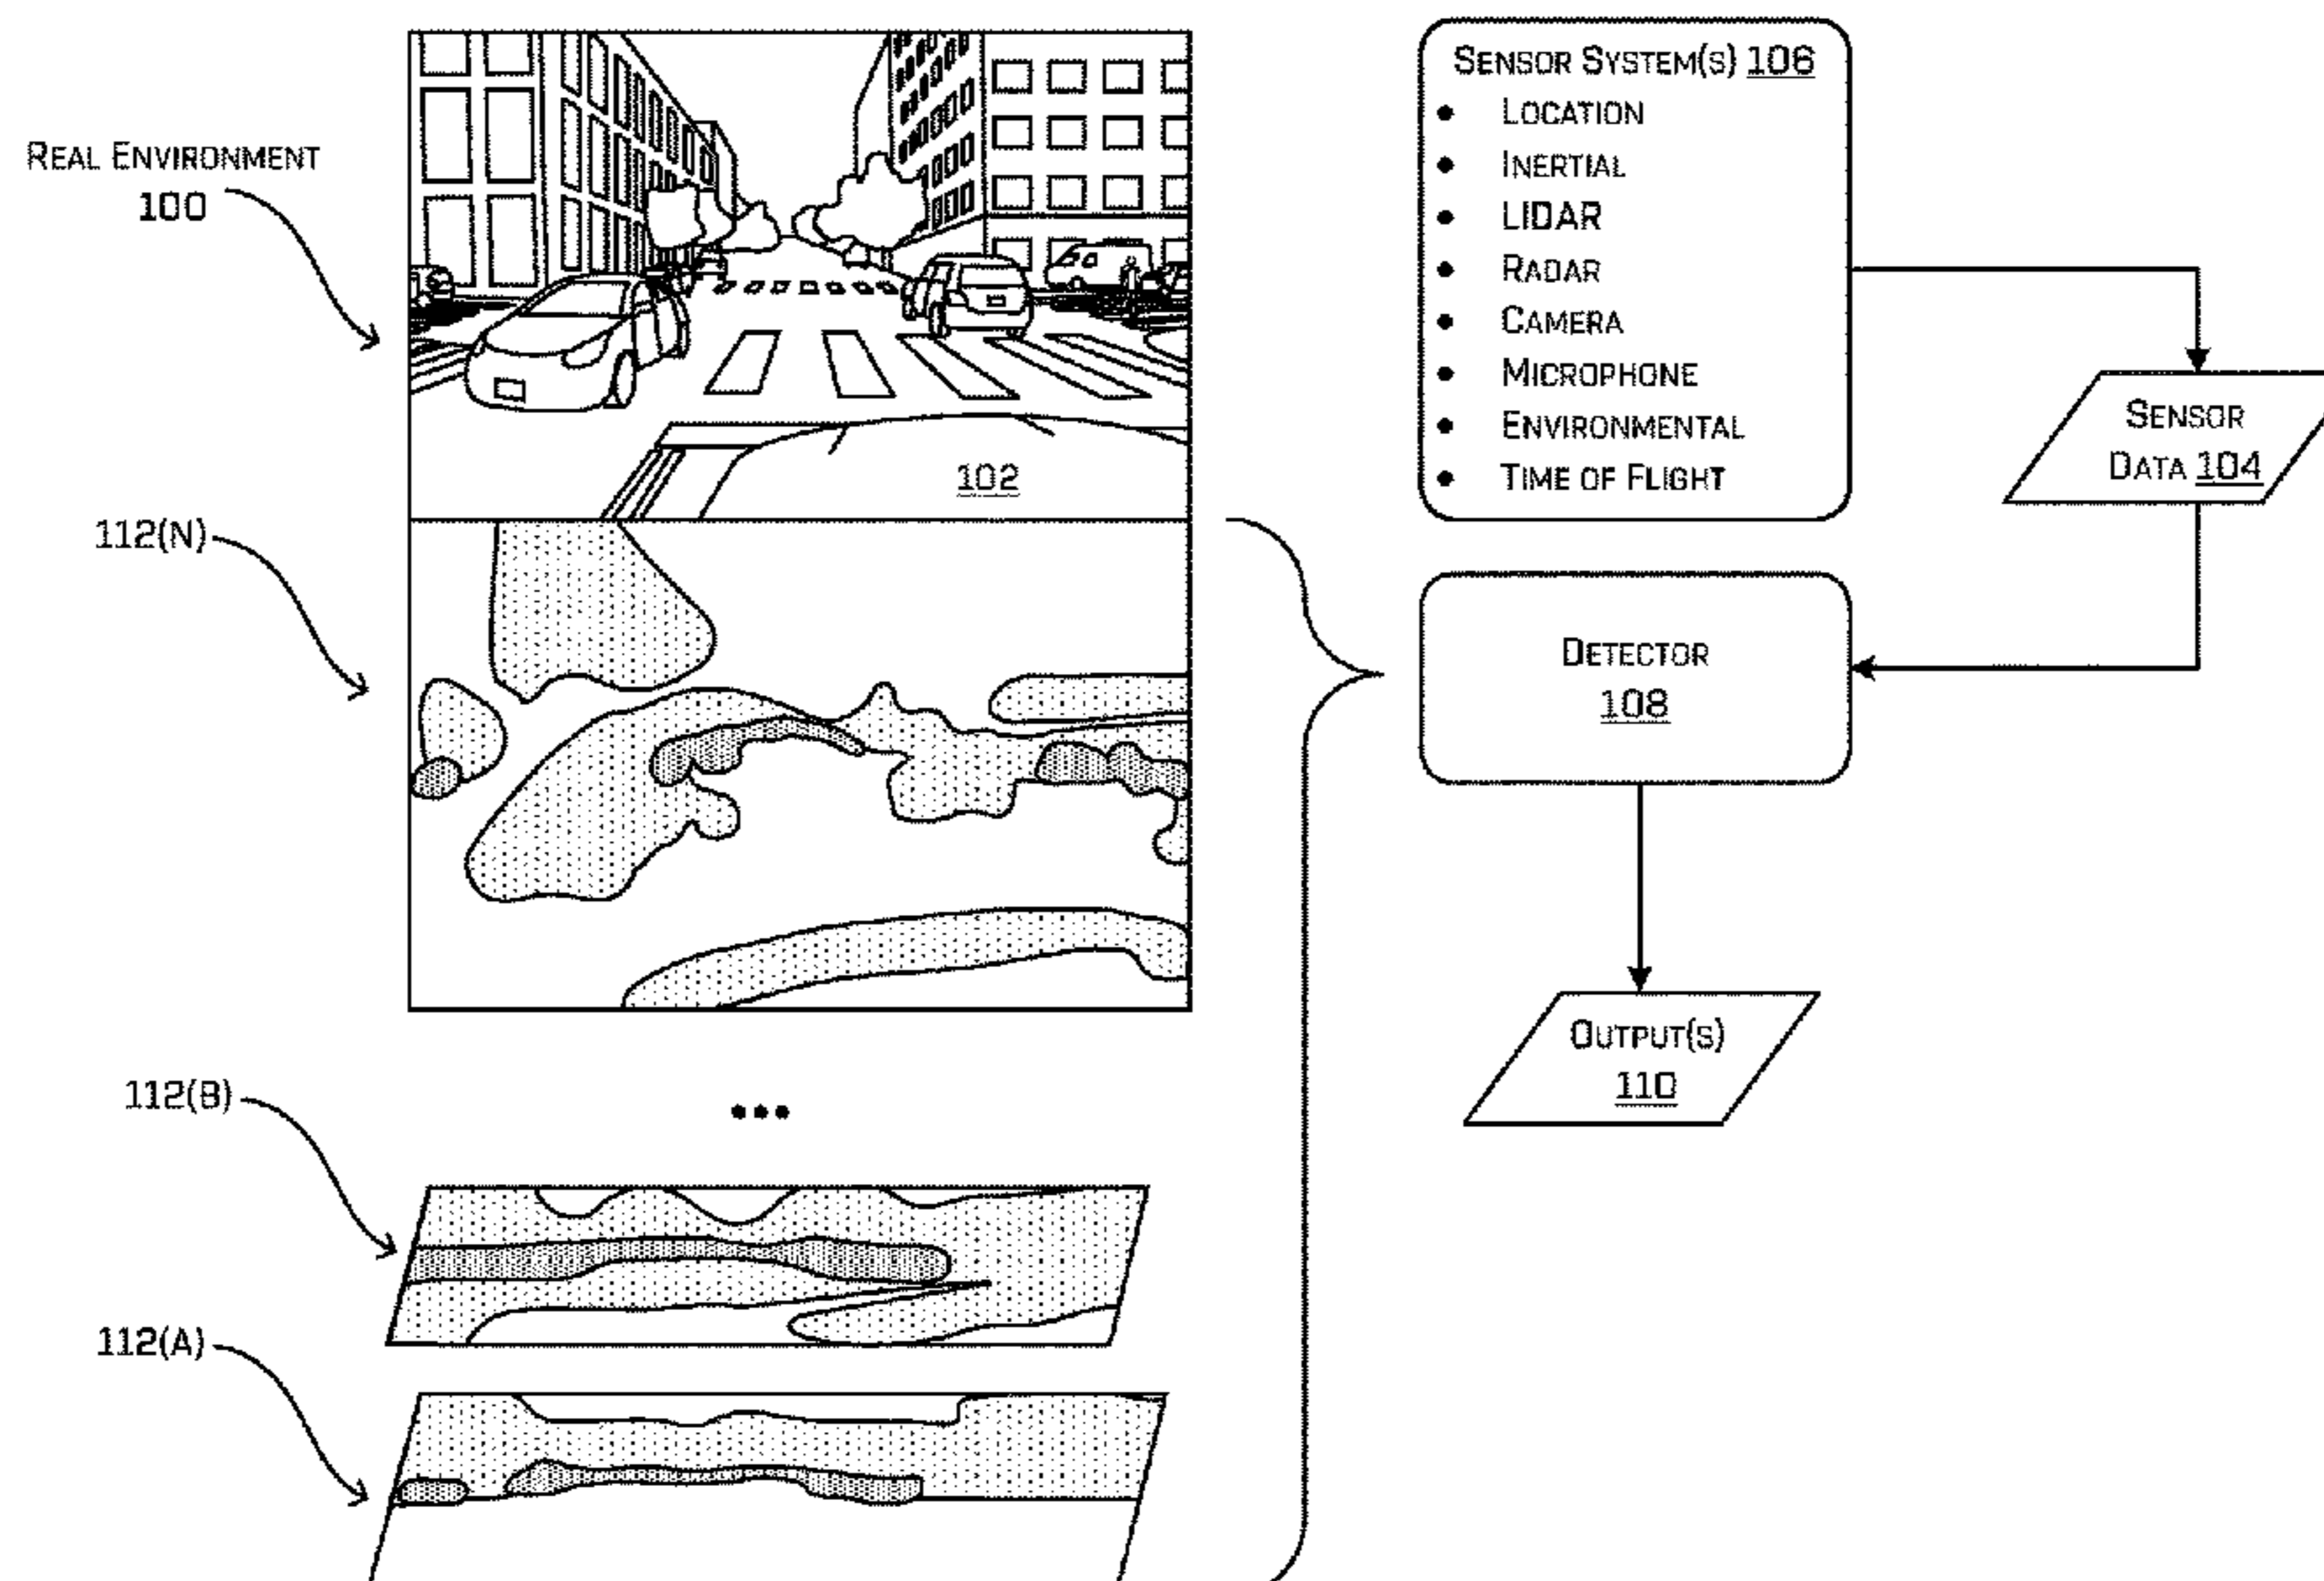 REAL ENVIRONMENT
100
102
112(N)
112(B)
112(A)
SENSOR SYSTEM(S) 106
• LOCATION
• INERTIAL
• LIDAR
• RADAR
• CAMERA
• MICROPHONE
• ENVIRONMENTAL
• TIME OF FLIGHT
SENSOR
DATA 104
DETECTOR
108
OUTPUT(S)
110